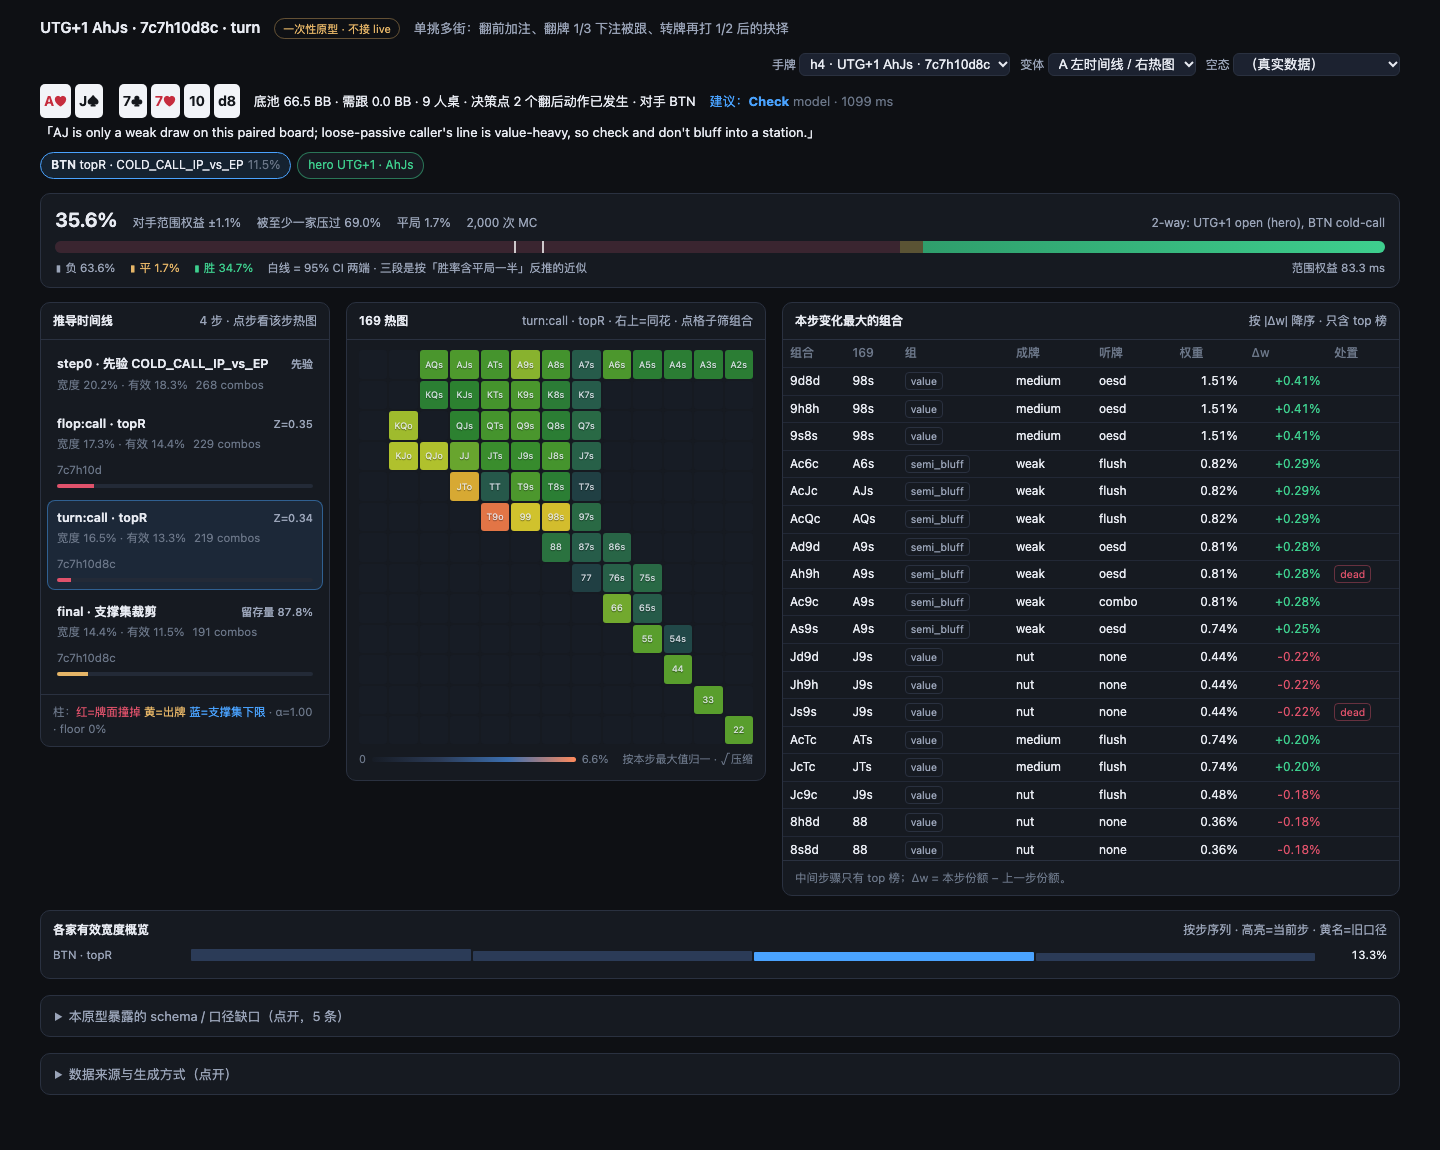 UTG+1 AhJs · 7c7h10d8c · turn 一次性原型 · 不接 live 单挑多街：翻前加注、翻牌 1/3 下注被跟、转牌再打 1/2 后的抉择
手牌 h4 · UTG+1 AhJs · 7c7h10d8c 变体 A 左时间线 / 右热图 空态 （真实数据）
A♥ J♠ 7♣ 7♥ 10 d8 底池 66.5 BB · 需跟 0.0 BB · 9 人桌 · 决策点 2 个翻后动作已发生 · 对手 BTN 建议：Check model · 1099 ms
「AJ is only a weak draw on this paired board; loose-passive caller's line is value-heavy, so check and don't bluff into a station.」
BTN topR · COLD_CALL_IP_vs_EP 11.5% hero UTG+1 · AhJs
35.6% 对手范围权益 ±1.1% 被至少一家压过 69.0% 平局 1.7% 2,000 次 MC 2-way: UTG+1 open (hero), BTN cold-call
负 63.6% 平 1.7% 胜 34.7% 白线 = 95% CI 两端 · 三段是按「胜率含平局一半」反推的近似 范围权益 83.3 ms
推导时间线 4 步 · 点步看该步热图
step0 · 先验 COLD_CALL_IP_vs_EP 先验
宽度 20.2% · 有效 18.3% 268 combos
flop:call · topR Z=0.35
宽度 17.3% · 有效 14.4% 229 combos
7c7h10d
turn:call · topR Z=0.34
宽度 16.5% · 有效 13.3% 219 combos
7c7h10d8c
final · 支撑集裁剪 留存量 87.8%
宽度 14.4% · 有效 11.5% 191 combos
7c7h10d8c
柱：红=牌面撞掉 黄=出牌 蓝=支撑集下限 · α=1.00
· floor 0%
169 热图 turn:call · topR · 右上=同花 · 点格子筛组合
AQs AJs ATs A9s A8s A7s A6s A5s A4s A3s A2s
KQs KJs KTs K9s K8s K7s
KQo QJs QTs Q9s Q8s Q7s
KJo QJo JJ JTs J9s J8s J7s
JTo TT T9s T8s T7s
T9o 99 98s 97s
88 87s 86s
77 76s 75s
66 65s
55 54s
44
33
22
0 6.6% 按本步最大值归一 · √压缩
本步变化最大的组合 按 |Δw| 降序 · 只含 top 榜
组合 169 组 成牌 听牌 权重 Δw 处置
9d8d 98s value medium oesd 1.51% +0.41%
9h8h 98s value medium oesd 1.51% +0.41%
9s8s 98s value medium oesd 1.51% +0.41%
Ac6c A6s semi_bluff weak flush 0.82% +0.29%
AcJc AJs semi_bluff weak flush 0.82% +0.29%
AcQc AQs semi_bluff weak flush 0.82% +0.29%
Ad9d A9s semi_bluff weak oesd 0.81% +0.28%
Ah9h A9s semi_bluff weak oesd 0.81% +0.28% dead
Ac9c A9s semi_bluff weak combo 0.81% +0.28%
As9s A9s semi_bluff weak oesd 0.74% +0.25%
Jd9d J9s value nut none 0.44% -0.22%
Jh9h J9s value nut none 0.44% -0.22%
Js9s J9s value nut none 0.44% -0.22% dead
AcTc ATs value medium flush 0.74% +0.20%
JcTc JTs value medium flush 0.74% +0.20%
Jc9c J9s value nut flush 0.48% -0.18%
8h8d 88 value nut none 0.36% -0.18%
8s8d 88 value nut none 0.36% -0.18%
中间步骤只有 top 榜；Δw = 本步份额 − 上一步份额。
各家有效宽度概览 按步序列 · 高亮=当前步 · 黄名=旧口径
BTN · topR 13.3%
▶ 本原型暴露的 schema / 口径缺口（点开，5 条）
▶ 数据来源与生成方式（点开）